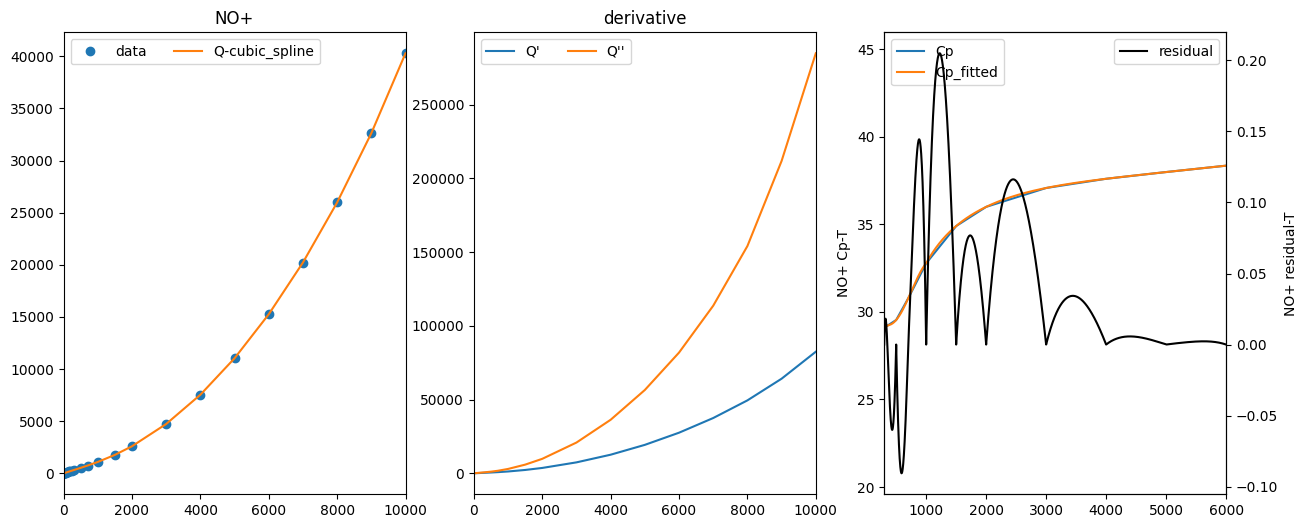 NO+
data
Q-cubic_spline
40000
35000
30000
25000
20000
15000
10000
5000
0
0 2000 4000 6000 8000 10000
derivative
Q' Q''
250000
200000
150000
100000
50000
0
0 2000 4000 6000 8000 10000
Cp
Cp_fitted
residual
45
40
35
30
25
20
NO+ Cp-T
1000 2000 3000 4000 5000 6000
0.20
0.15
0.10
0.05
0.00
−0.05
−0.10
NO+ residual-T